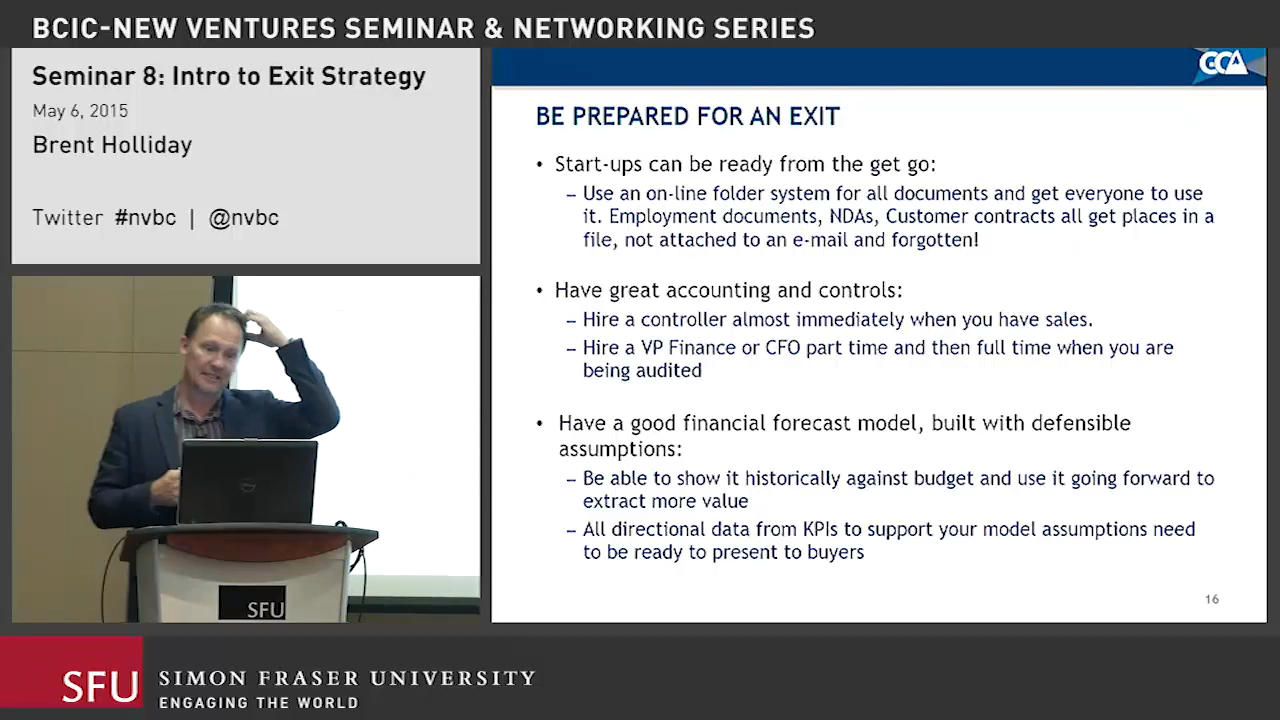 BCIC-NEW VENTURES SEMINAR & NETWORKING SERIES
Seminar 8: Intro to Exit Strategy
May 6, 2015
Brent Holliday
Twitter #nvbc | @nvbc
CCA
BE PREPARED FOR AN EXIT
• Start-ups can be ready from the get go:
– Use an on-line folder system for all documents and get everyone to use
it. Employment documents, NDAs, Customer contracts all get places in a
file, not attached to an e-mail and forgotten!
• Have great accounting and controls:
– Hire a controller almost immediately when you have sales.
– Hire a VP Finance or CFO part time and then full time when you are
being audited
• Have a good financial forecast model, built with defensible
assumptions:
– Be able to show it historically against budget and use it going forward to
extract more value
– All directional data from KPIs to support your model assumptions need
to be ready to present to buyers
16
SFU
SFU
SIMON FRASER UNIVERSITY
ENGAGING THE WORLD